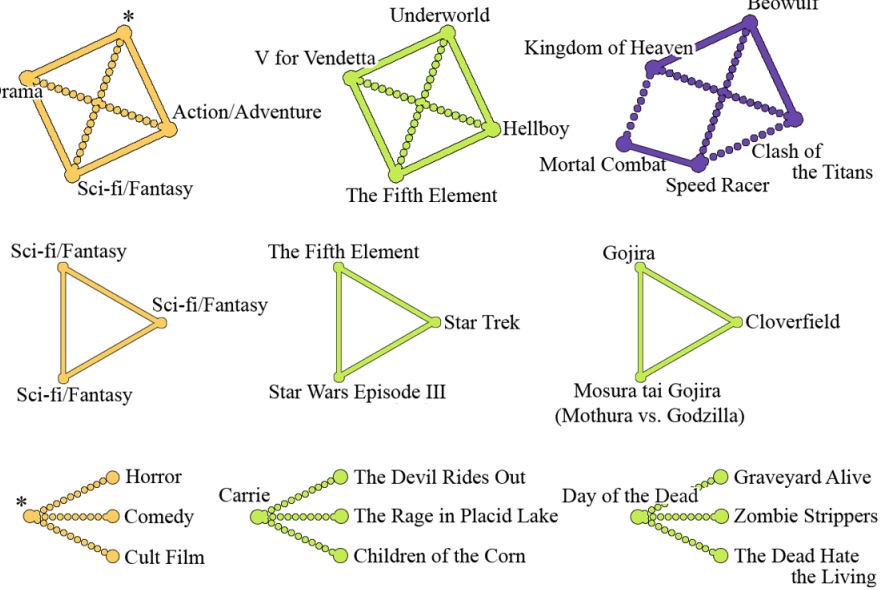 *
Drama
Action/Adventure
Sci-fi/Fantasy
Underworld
V for Vendetta
Hellboy
The Fifth Element
Beowulf
Kingdom of Heaven
Mortal Combat
Clash of
the Titans
Speed Racer
Sci-fi/Fantasy
Sci-fi/Fantasy
Sci-fi/Fantasy
The Fifth Element
Star Trek
Star Wars Episode III
Gojira
Cloverfield
Mosura tai Gojira
(Mothura vs. Godzilla)
*
Horror
Comedy
Cult Film
Carrie
The Devil Rides Out
The Rage in Placid Lake
Children of the Corn
Day of the Dead
Graveyard Alive
Zombie Strippers
The Dead Hate
the Living